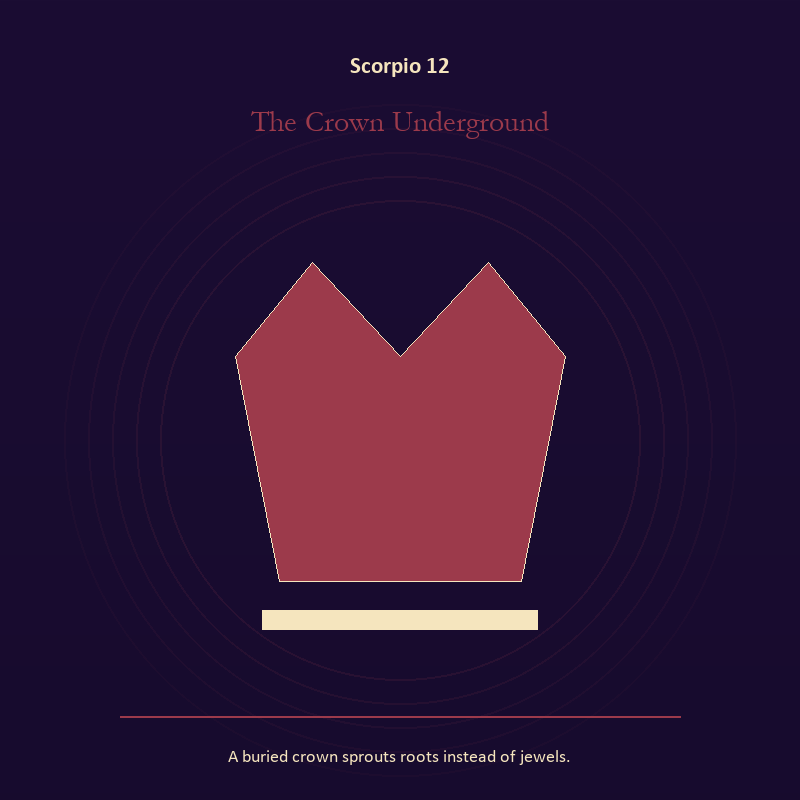 Scorpio 12
The Crown Underground
A buried crown sprouts roots instead of jewels.